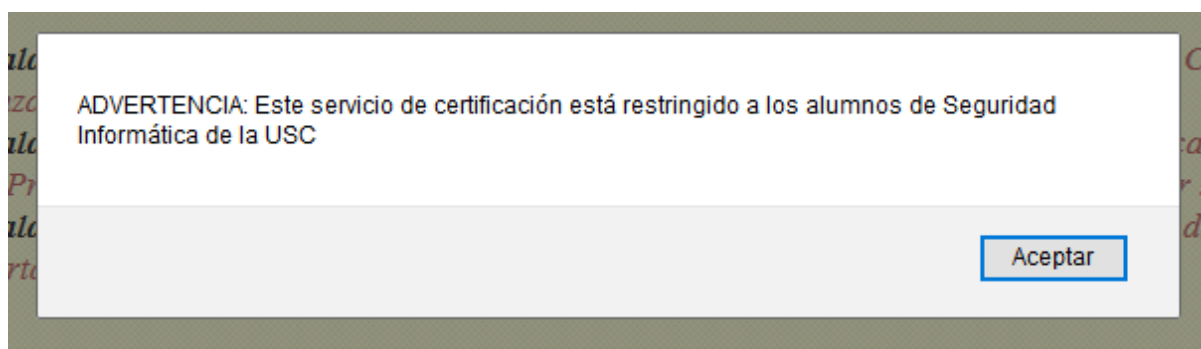 ADVERTENCIA: Este servicio de certificación está restringido a los alumnos de Seguridad
Informática de la USC
Aceptar